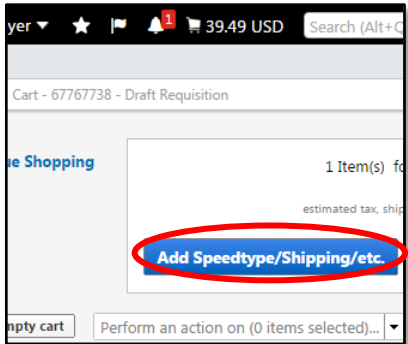 yer 1 39.49 USD Search (Alt+Q
Cart - 67767738 - Draft Requisition
ue Shopping
1 Item(s) fo
estimated tax, ship
Add Speedtype/Shipping/etc.
mpty cart Perform an action on (0 items selected)...